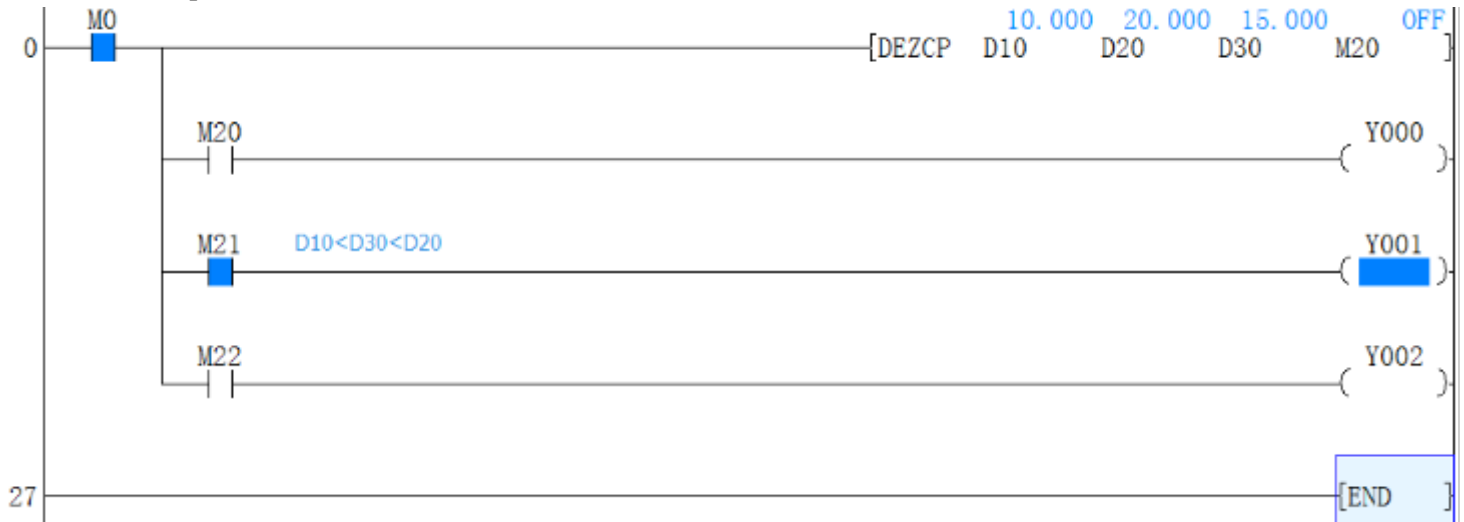 M0 10.000 20.000 15.000 OFF
0 [DEZCP D10 D20 D30 M20 ]
M20 Y000
M21 D10<D30<D20 Y001
M22 Y002
27 [END ]